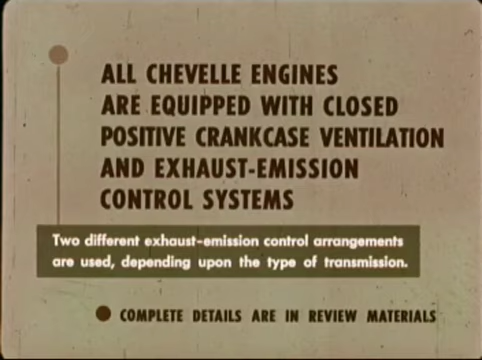 ALL CHEVELLE ENGINES
ARE EQUIPPED WITH CLOSED
POSITIVE CRANKCASE VENTILATION
AND EXHAUST-EMISSION
CONTROL SYSTEMS
Two different exhaust-emission control arrangements
are used, depending upon the type of transmission.
COMPLETE DETAILS ARE IN REVIEW MATERIALS